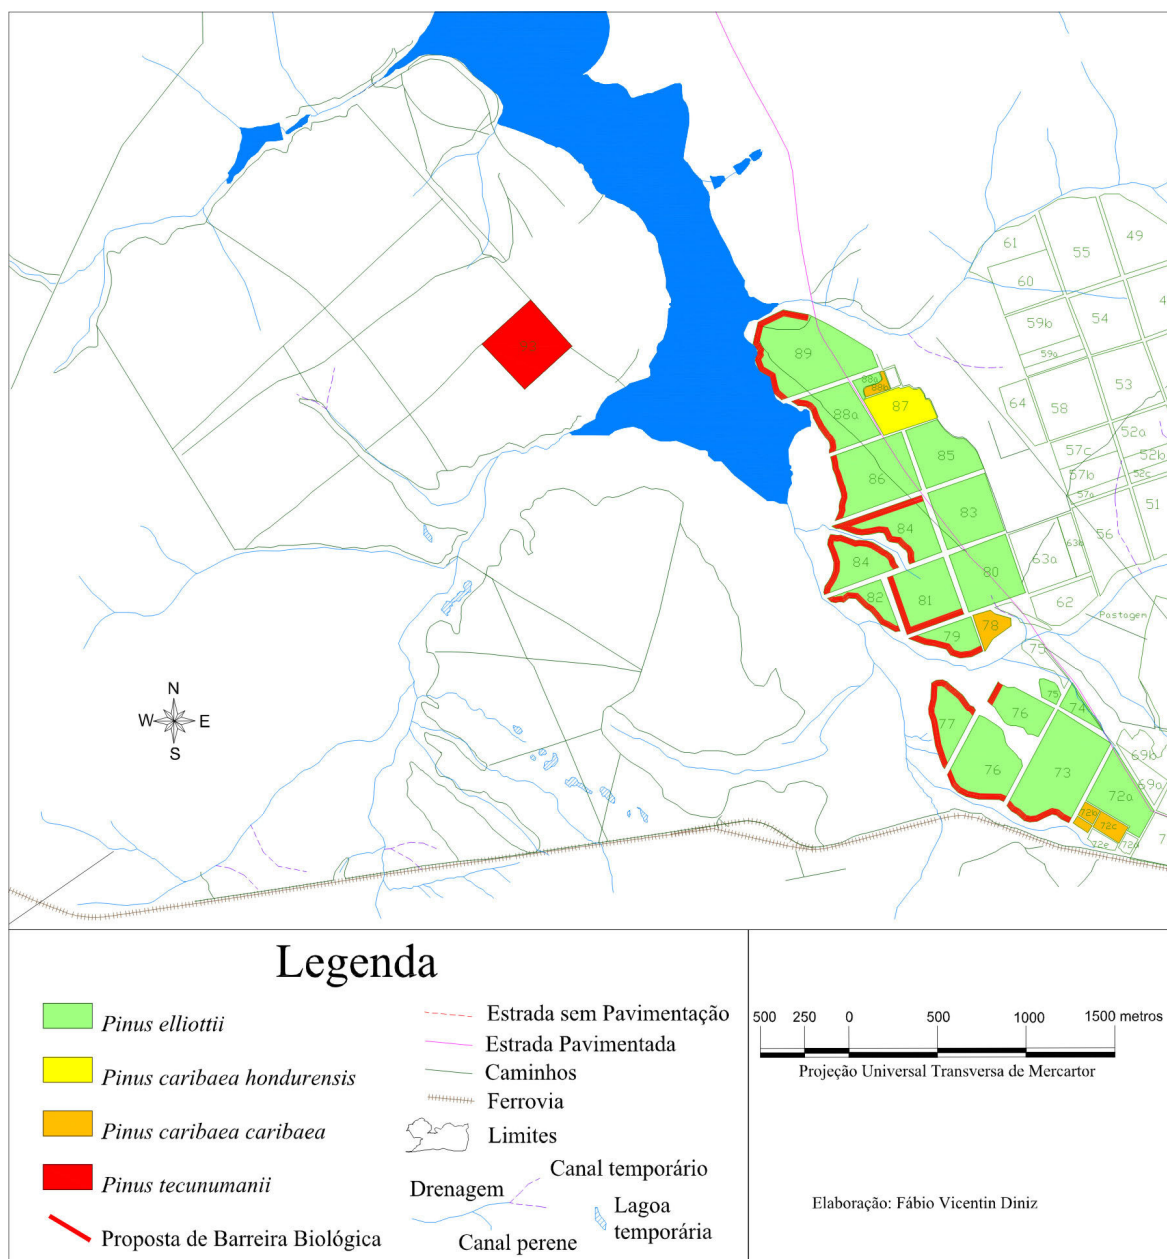 61
55
49
60
59b
54
59a
53
64
58
52a
57c
52b
57b
52c
57a
51
56
63b
63a
62
Postagem
75
89
88a
88b
87
88a
85
86
83
84
84
80
82
81
78
79
77
76
75
74
76
73
72a
69b
69a
72b
72c
72e
72d
N
W E
S
Legenda
Pinus elliottii
Pinus caribaea hondurensis
Pinus caribaea caribaea
Pinus tecunumanii
Proposta de Barreira Biológica
Estrada sem Pavimentação
Estrada Pavimentada
Caminhos
Ferrovia
Limites
Canal temporário
Drenagem
Canal perene
Lagoa
temporária
500 250 0 500 1000 1500 metros
Projeção Universal Transversa de Mercartor
Elaboração: Fábio Vicentin Diniz